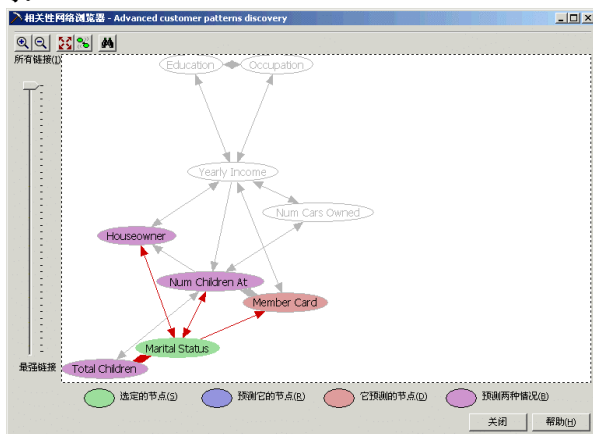 相关性网络浏览器 - Advanced customer patterns discovery
所有链接(I)
Education
Occupation
Yearly Income
Num Cars Owned
Houseowner
Num Children At
Member Card
Marital Status
最强链接
Total Children
选定的节点(S)
预测它的节点(R)
它预测的节点(D)
预测两种情况(B)
关闭
帮助(H)